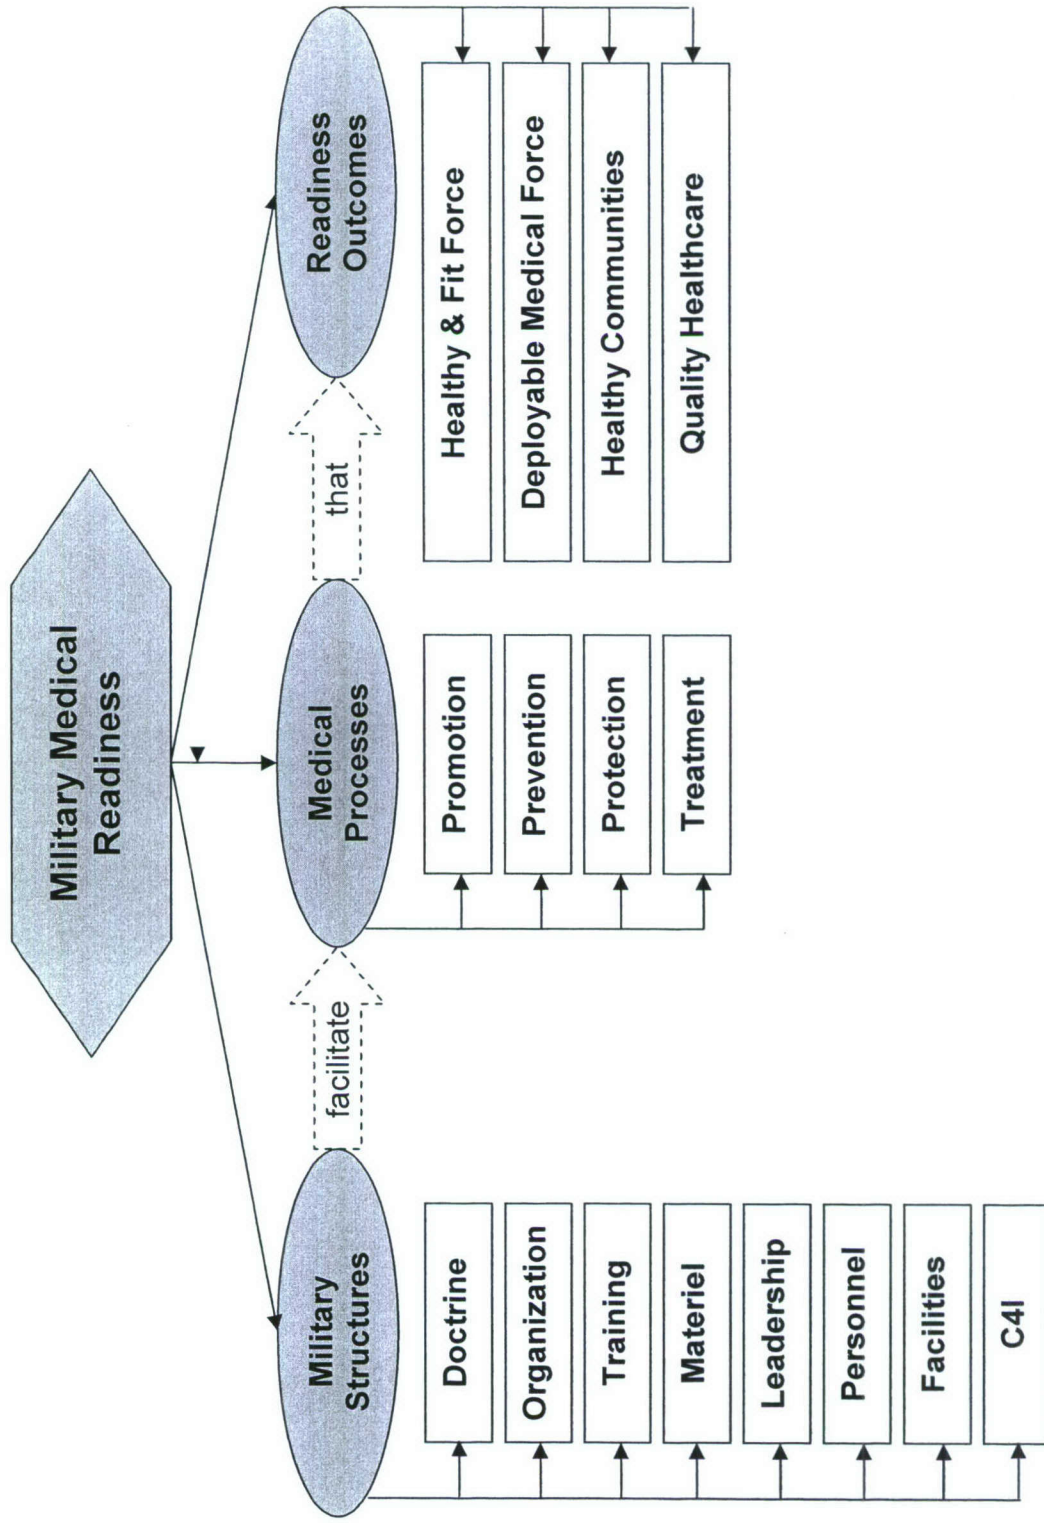 Military Medical
Readiness
Military
Structures
facilitate
Medical
Processes
that
Readiness
Outcomes
Doctrine
Organization
Training
Materiel
Leadership
Personnel
Facilities
C4I
Promotion
Prevention
Protection
Treatment
Healthy & Fit Force
Deployable Medical Force
Healthy Communities
Quality Healthcare